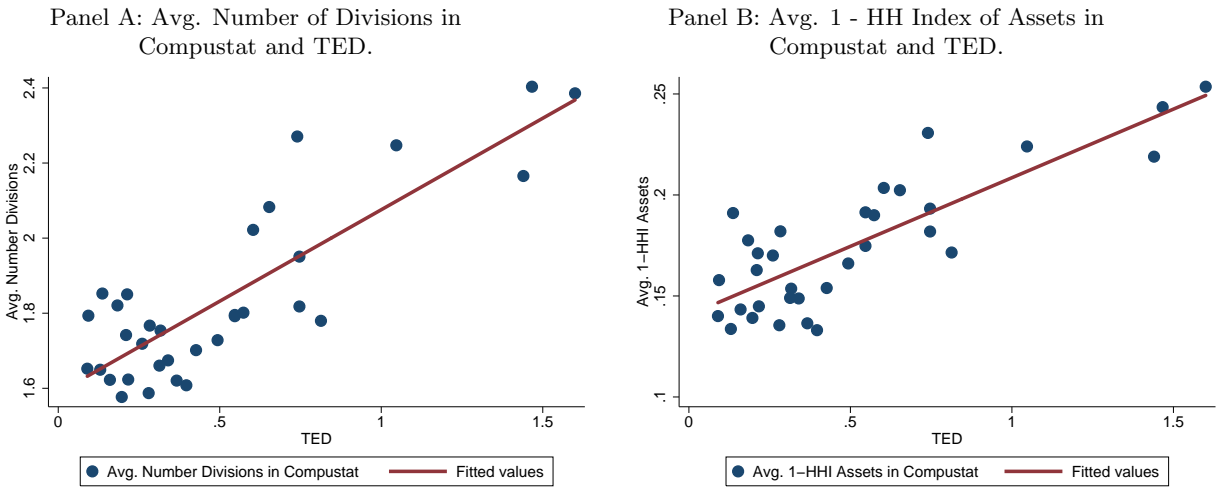 Panel A: Avg. Number of Divisions in
Compustat and TED.
Avg. Number Divisions
2.4
2.2
2
1.8
1.6
0
.5
1
1.5
TED
Avg. Number Divisions in Compustat
Fitted values
Panel B: Avg. 1 - HH Index of Assets in
Compustat and TED.
Avg. 1−HHI Assets
.25
.2
.15
.1
0
.5
1
1.5
TED
Avg. 1−HHI Assets in Compustat
Fitted values